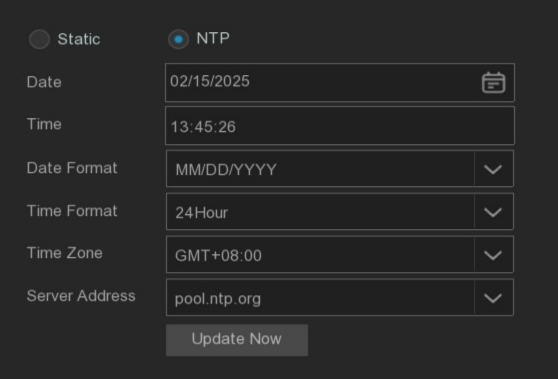 Static NTP
Date 02/15/2025
Time 13:45:26
Date Format MM/DD/YYYY
Time Format 24Hour
Time Zone GMT+08:00
Server Address pool.ntp.org
Update Now